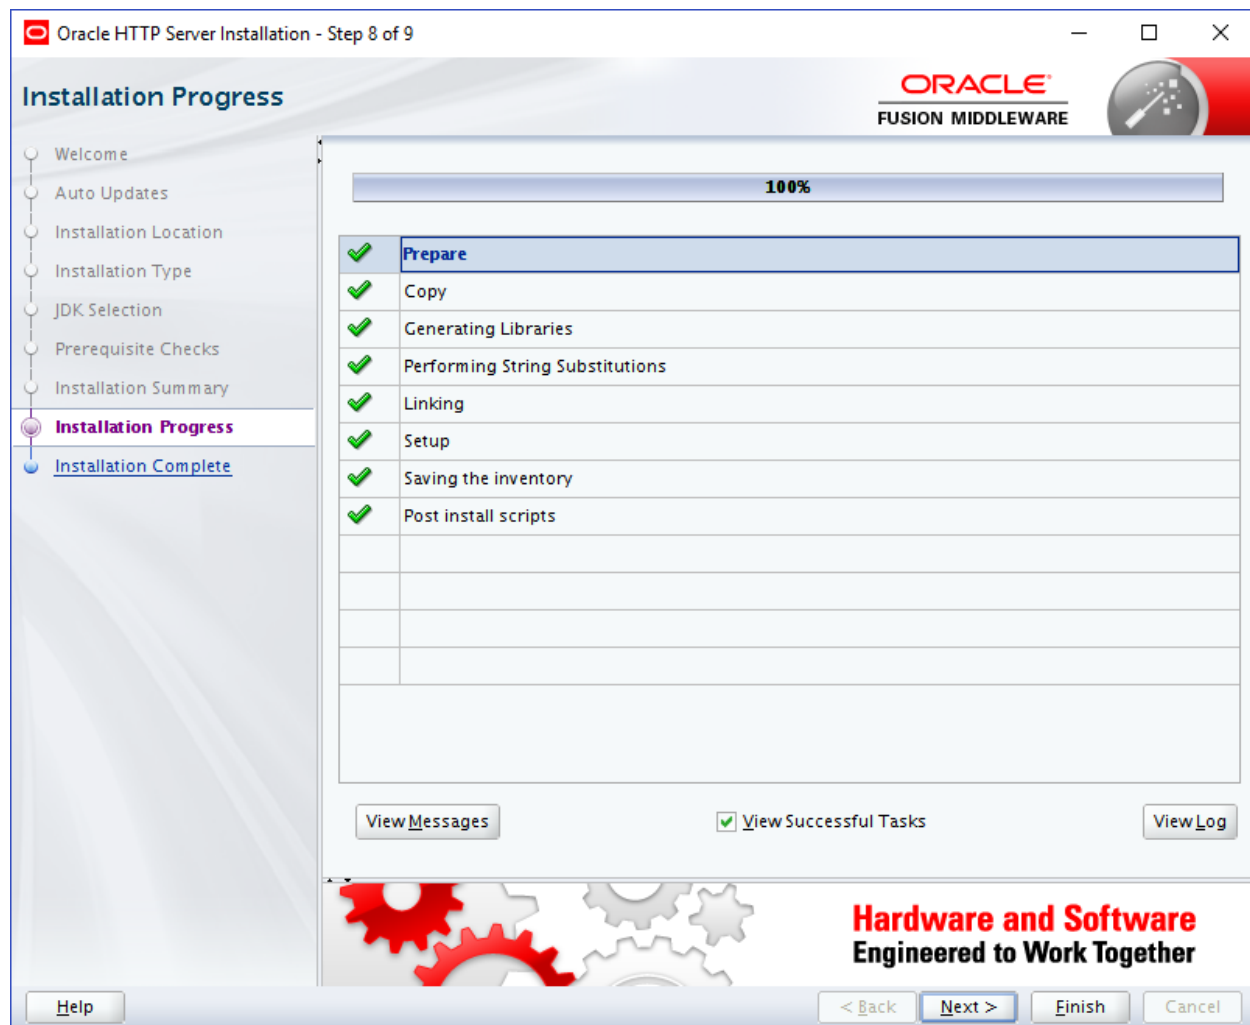 Oracle HTTP Server Installation - Step 8 of 9
Installation Progress
ORACLE
FUSION MIDDLEWARE
Welcome
Auto Updates
Installation Location
Installation Type
JDK Selection
Prerequisite Checks
Installation Summary
Installation Progress
Installation Complete
100%
Prepare
Copy
Generating Libraries
Performing String Substitutions
Linking
Setup
Saving the inventory
Post install scripts
View Messages
View Successful Tasks
View Log
Hardware and Software
Engineered to Work Together
Help
< Back
Next >
Finish
Cancel